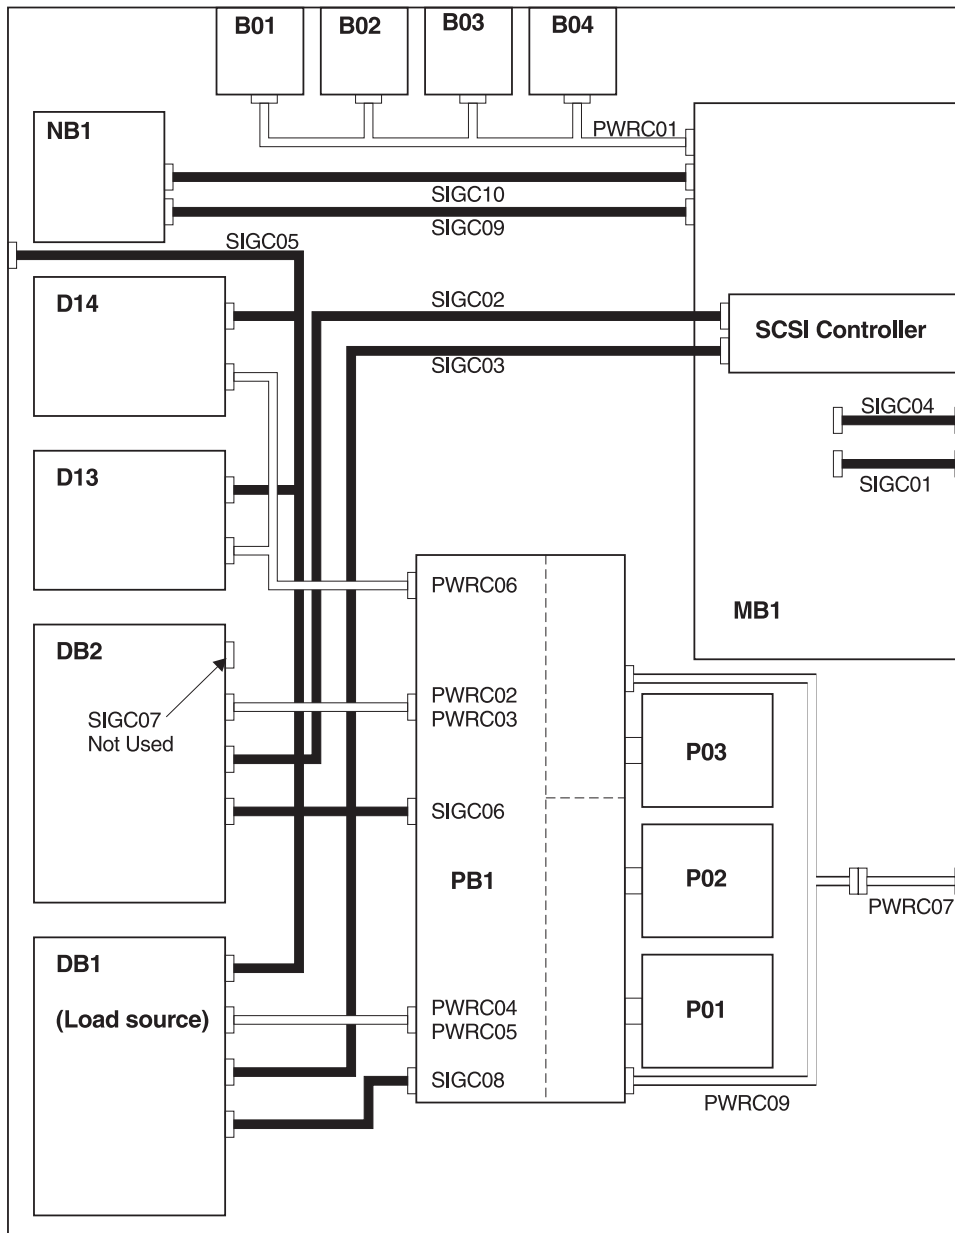 B01
B02
B03
B04
PWRC01
NB1
SIGC10
SIGC09
SIGC05
D14
SIGC02
SCSI Controller
SIGC03
SIGC04
D13
SIGC01
PWRC06
MB1
DB2
PWRC02
PWRC03
SIGC07
Not Used
P03
SIGC06
PB1
P02
PWRC07
DB1
(Load source)
PWRC04
PWRC05
P01
SIGC08
PWRC09